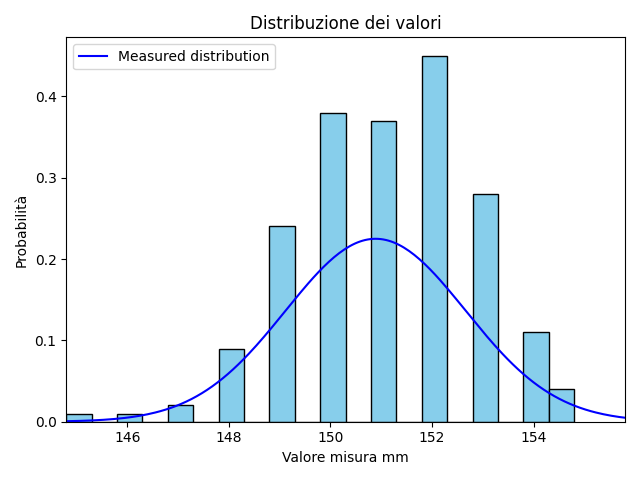 Distribuzione dei valori
Measured distribution
Probabilità
0.4
0.3
0.2
0.1
0.0
146 148 150 152 154
Valore misura mm